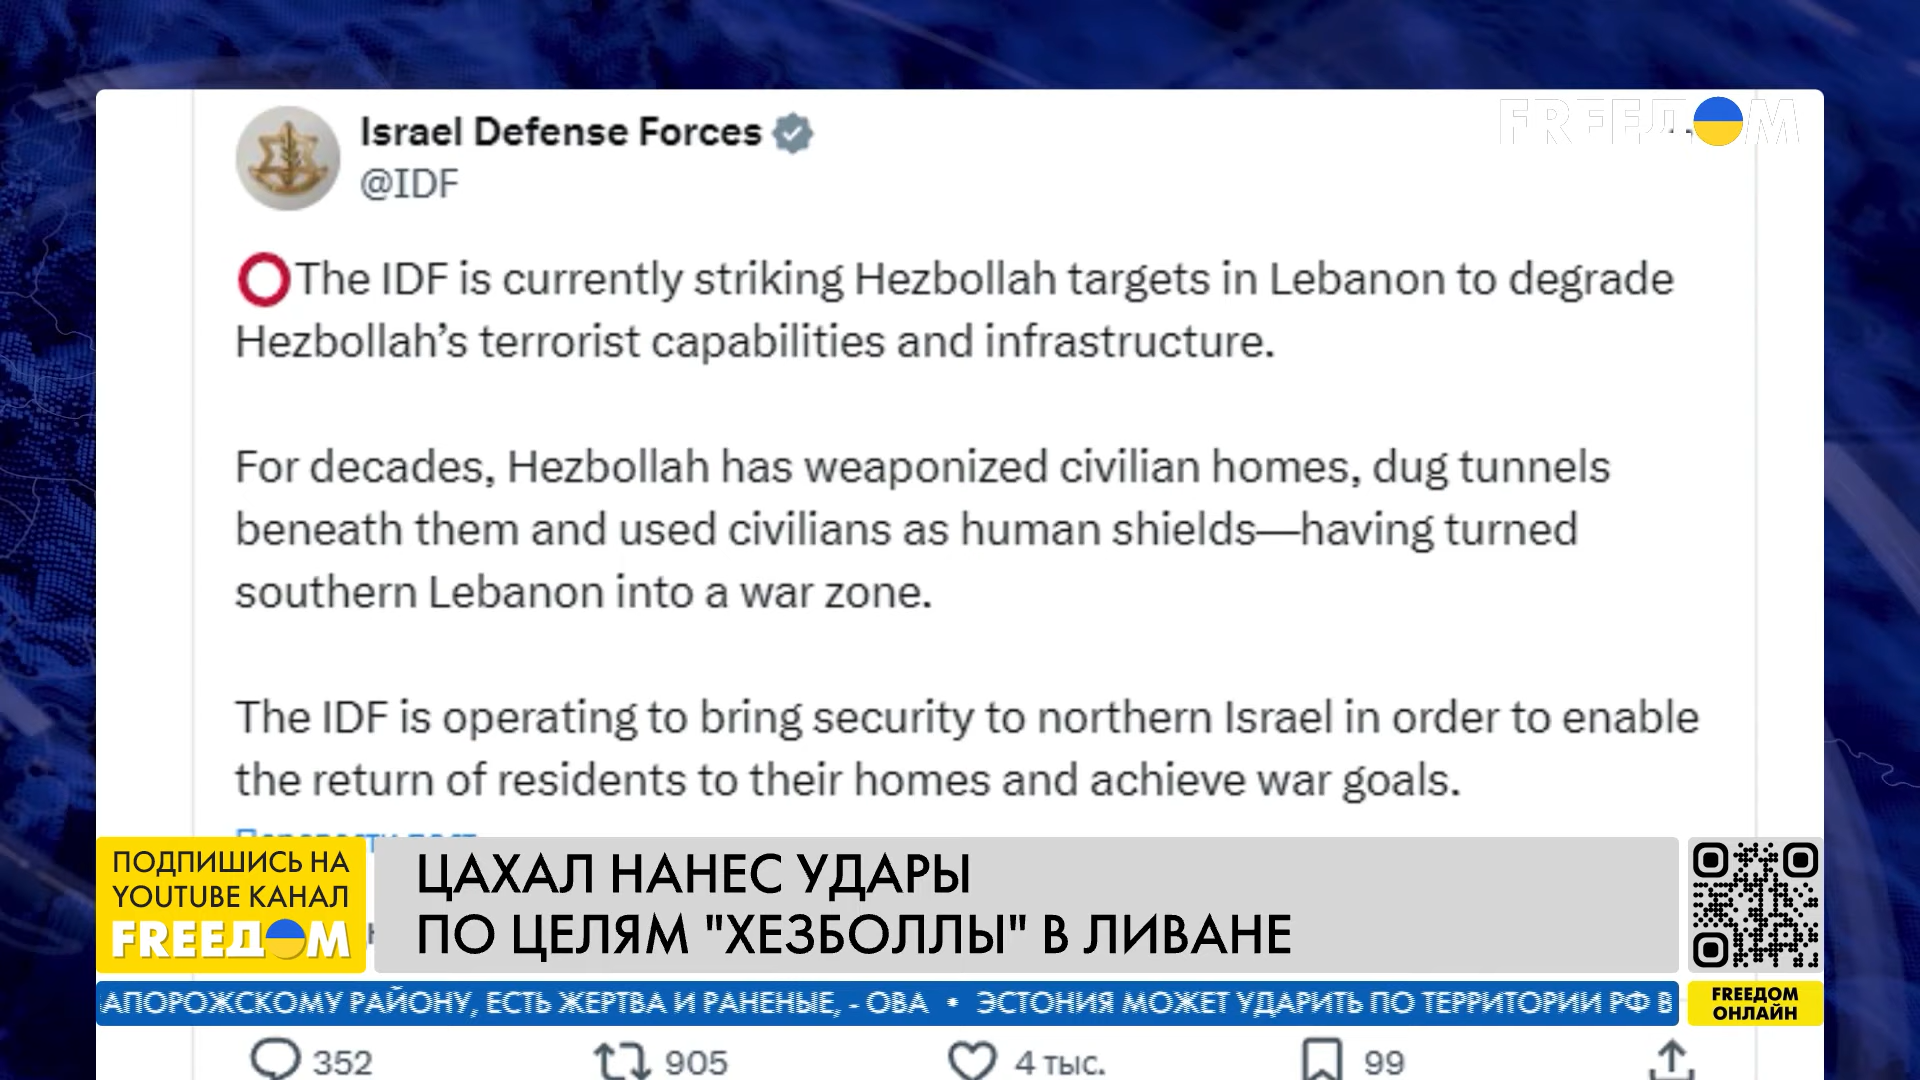 Israel Defense Forces
FREEДOM
@IDF
The IDF is currently striking Hezbollah targets in Lebanon to degrade
Hezbollah’s terrorist capabilities and infrastructure.
For decades, Hezbollah has weaponized civilian homes, dug tunnels
beneath them and used civilians as human shields—having turned
southern Lebanon into a war zone.
The IDF is operating to bring security to northern Israel in order to enable
the return of residents to their homes and achieve war goals.
ПОДПИШИСЬ НА
YOUTUBE КАНАЛ
FREEДOM
ЦАХАЛ НАНЕС УДАРЫ
ПО ЦЕЛЯМ "ХЕЗБОЛЛЫ" В ЛИВАНЕ
АПОРОЖСКОМУ РАЙОНУ, ЕСТЬ ЖЕРТВА И РАНЕНЫЕ, - ОВА • ЭСТОНИЯ МОЖЕТ УДАРИТЬ ПО ТЕРРИТОРИИ РФ В
FREEДOM
ОНЛАЙН
352 905 4 тыс. 99